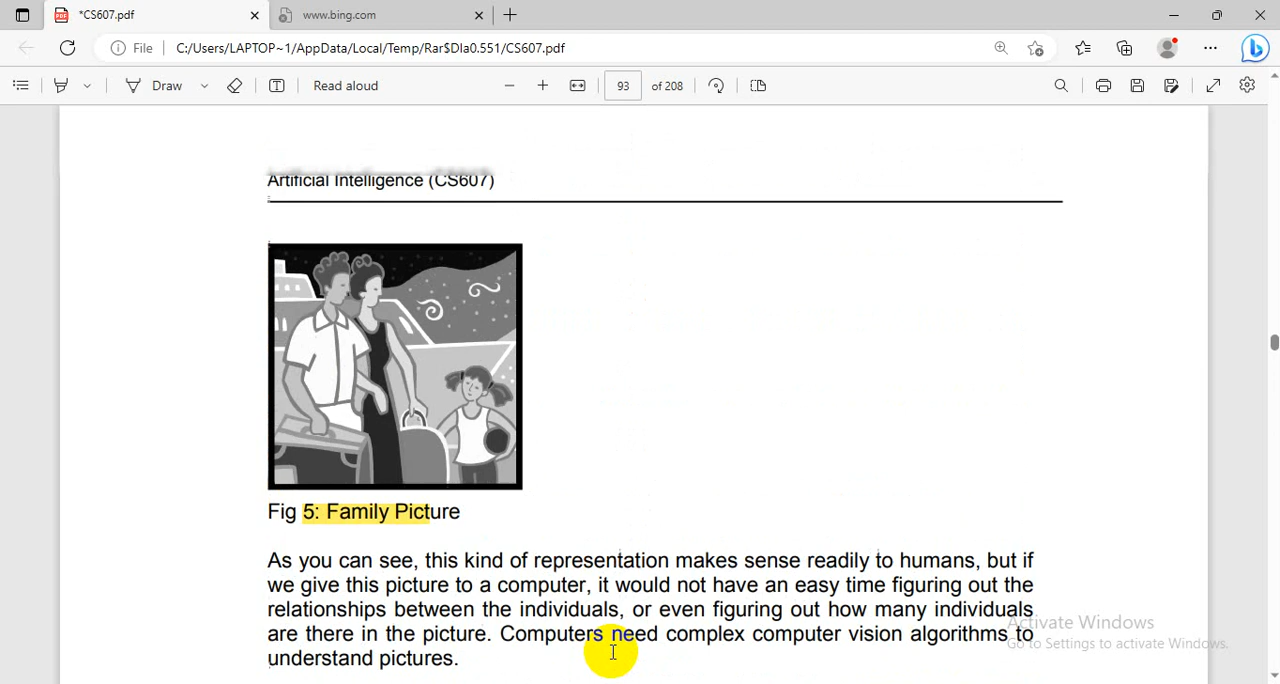 *CS607.pdf
www.bing.com
File
C:/Users/LAPTOP~1/AppData/Local/Temp/Rar$DIa0.551/CS607.pdf
Draw
Read aloud
93
of 208
Artificial Intelligence (CS607)
Fig 5: Family Picture
As you can see, this kind of representation makes sense readily to humans, but if
we give this picture to a computer, it would not have an easy time figuring out the
relationships between the individuals, or even figuring out how many individuals
are there in the picture. Computers need complex computer vision algorithms to
understand pictures.
Activate Windows
Go to Settings to activate Windows.